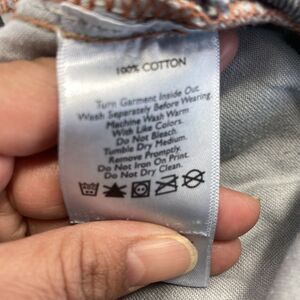 100% COTTON
Turn Garment Inside Out
Wash Separately Before Wearing.
Machine Wash Warm
With Like Colors.
Do Not Bleach.
Tumble Dry Medium.
Remove Promptly.
Do Not Iron On Print.
Do Not Dry Clean.